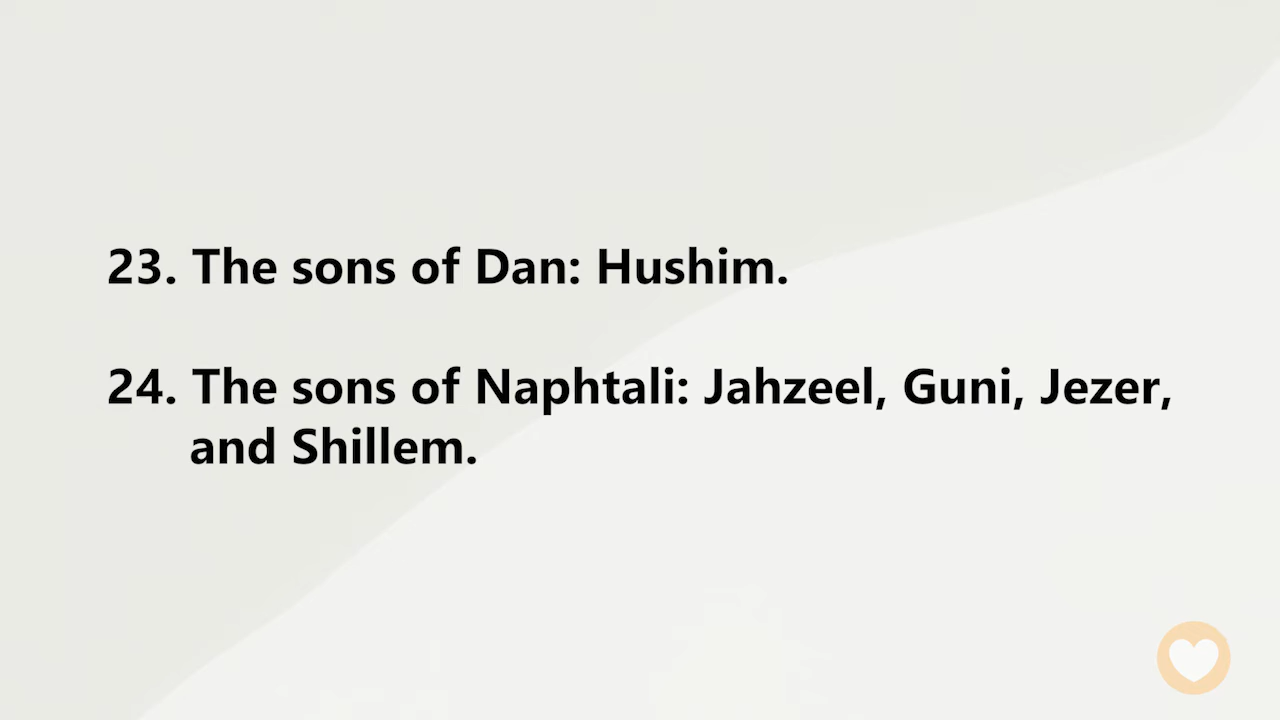 23. The sons of Dan: Hushim.
24. The sons of Naphtali: Jahzeel, Guni, Jezer,
and Shillem.